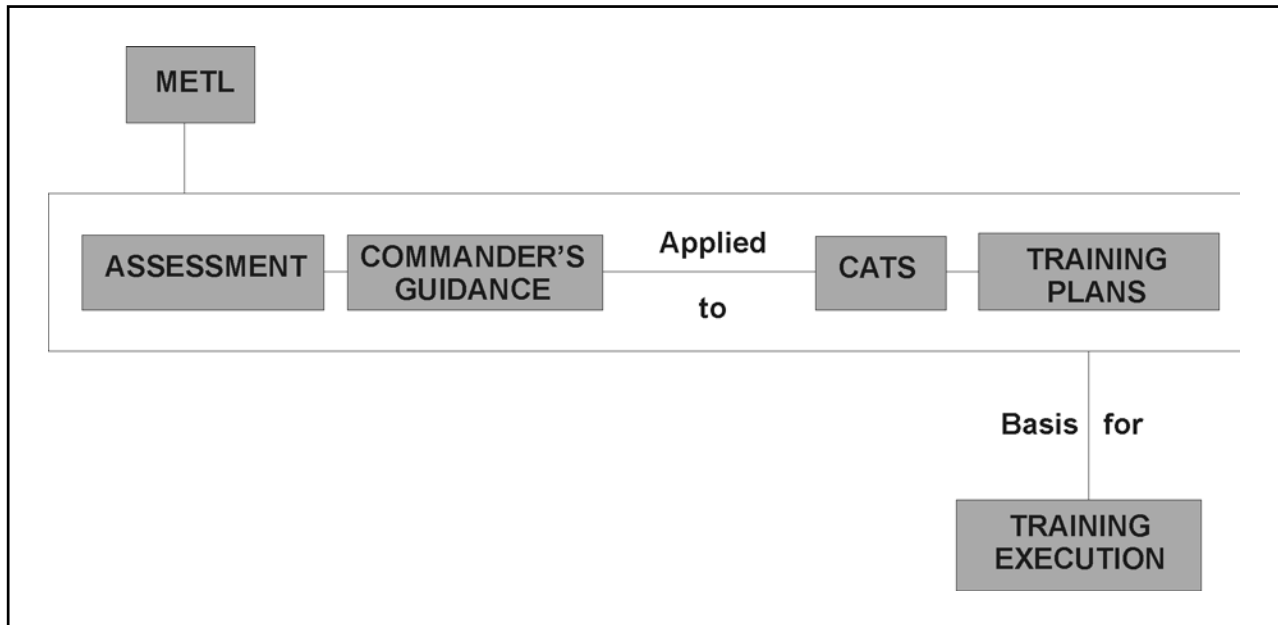 METL
ASSESSMENT
COMMANDER'S
GUIDANCE
Applied
to
CATS
TRAINING
PLANS
Basis for
TRAINING
EXECUTION